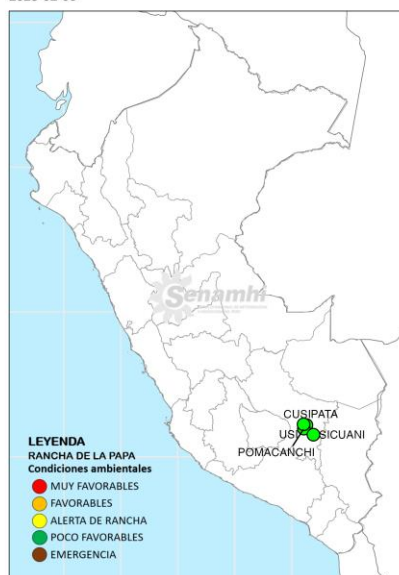 Senamhi
CUSIPATA
SICUANI
POMACANCHI
LEYENDA
RANCHA DE LA PAPA
Condiciones ambientales
MUY FAVORABLES
FAVORABLES
ALERTA DE RANCHA
POCO FAVORABLES
EMERGENCIA